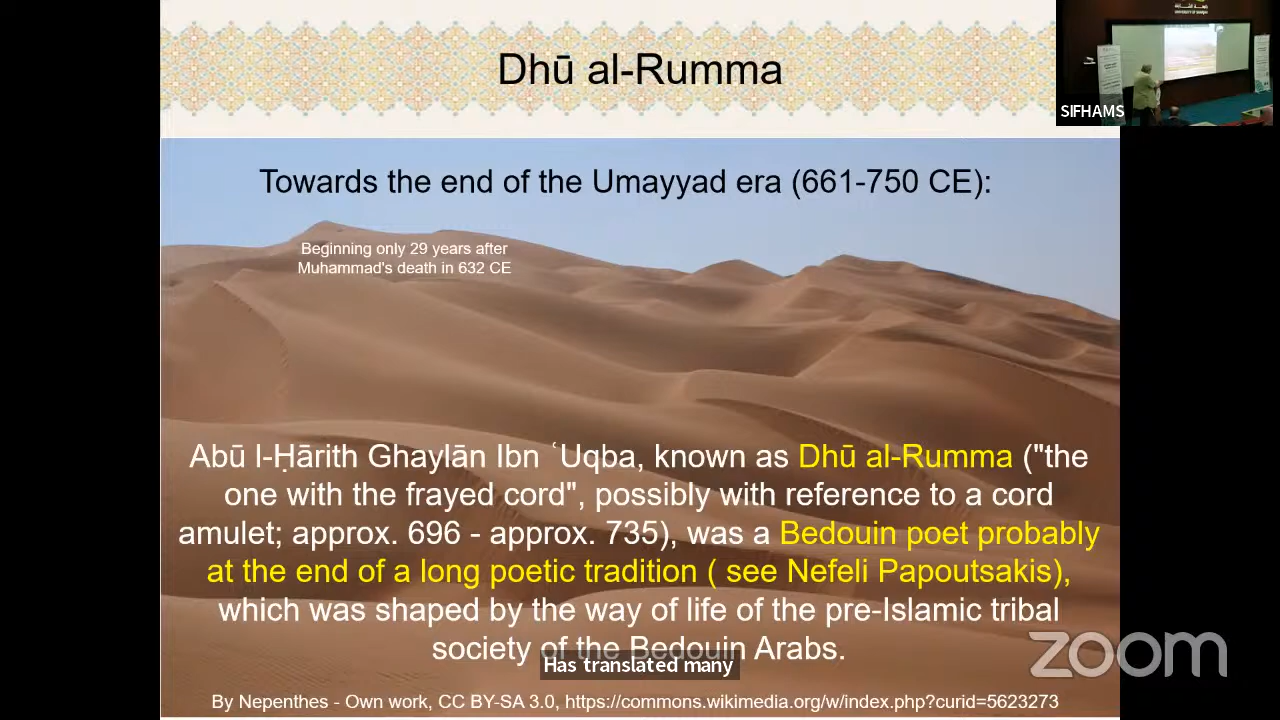 Dhū al-Rumma
SIFHAMS
Towards the end of the Umayyad era (661-750 CE):
Beginning only 29 years after
Muhammad's death in 632 CE
Abū l-Ḥārith Ghaylān Ibn ʿUqba, known as Dhū al-Rumma ("the
one with the frayed cord", possibly with reference to a cord
amulet; approx. 696 - approx. 735), was a Bedouin poet probably
at the end of a long poetic tradition ( see Nefeli Papoutsakis),
which was shaped by the way of life of the pre-Islamic tribal
society of the Bedouin Arabs.
Has translated many
zoom
By Nepenthes - Own work, CC BY-SA 3.0, https://commons.wikimedia.org/w/index.php?curid=5623273